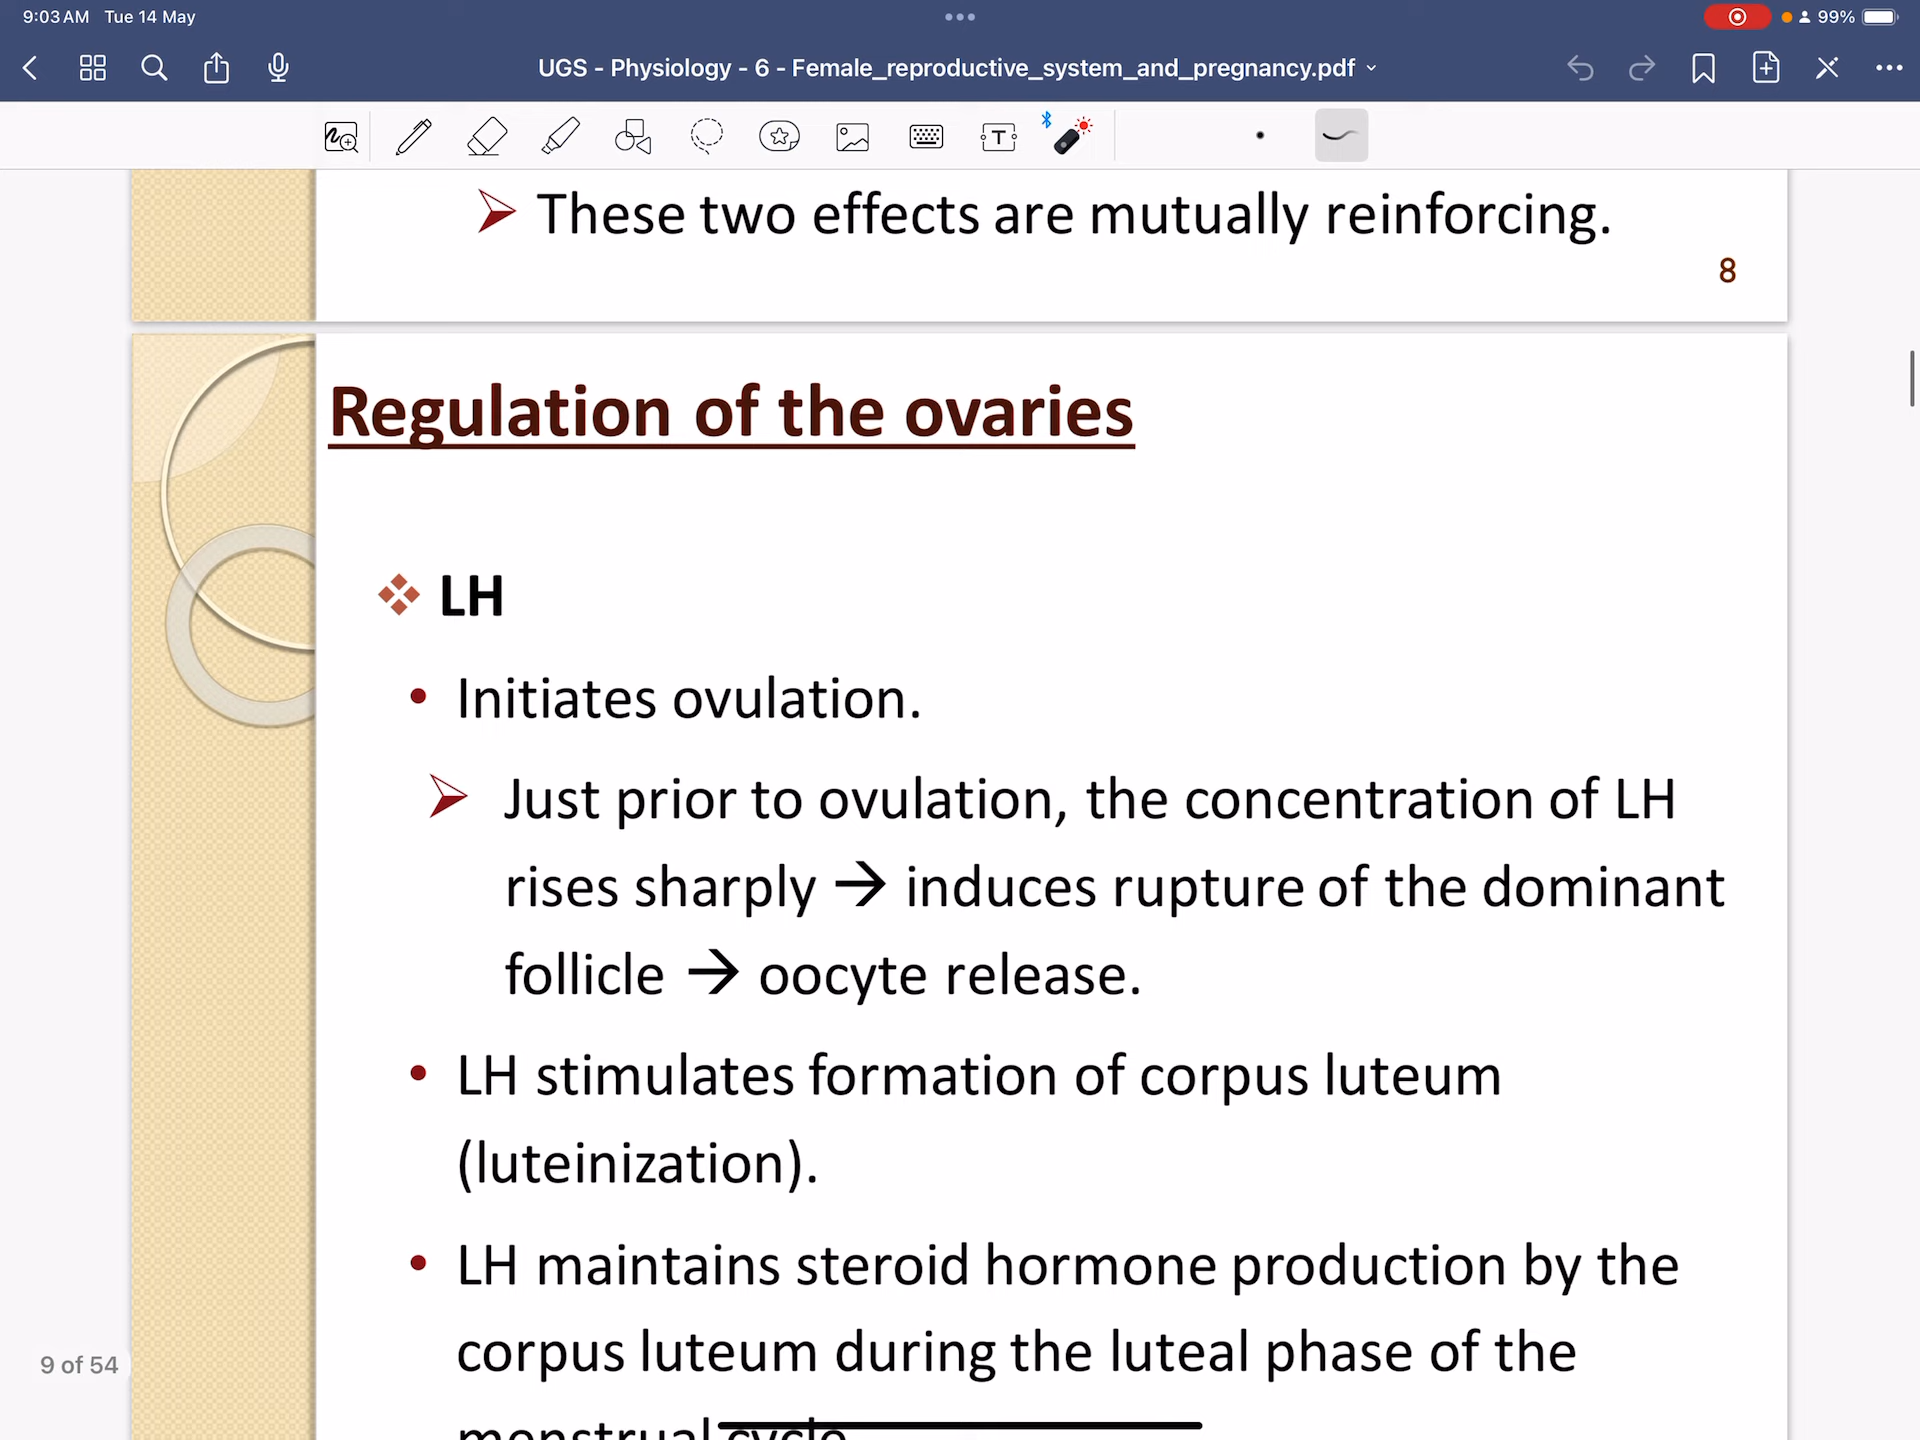 9:03 AM Tue 14 May
99%
UGS - Physiology - 6 - Female_reproductive_system_and_pregnancy.pdf
T
➢ These two effects are mutually reinforcing.
8
Regulation of the ovaries
❖ LH
• Initiates ovulation.
➢ Just prior to ovulation, the concentration of LH
rises sharply → induces rupture of the dominant
follicle → oocyte release.
• LH stimulates formation of corpus luteum
(luteinization).
• LH maintains steroid hormone production by the
corpus luteum during the luteal phase of the
menstrual cycle
9 of 54